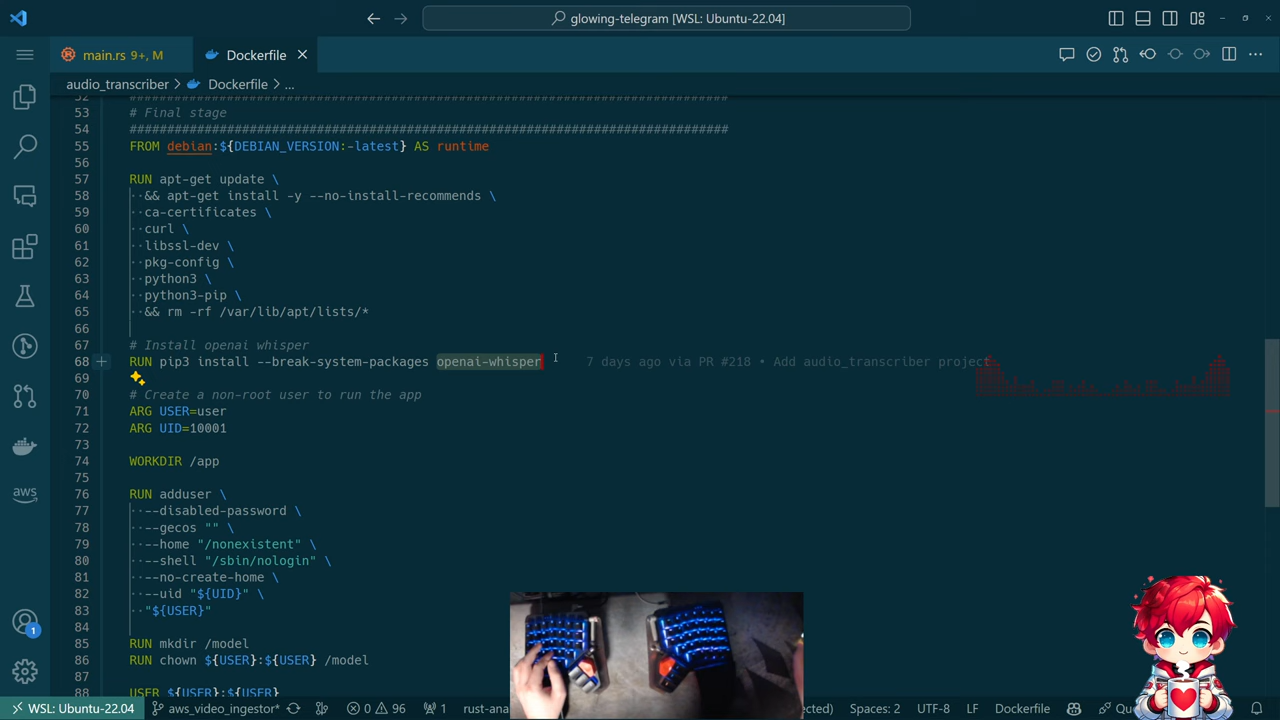 glowing-telegram [WSL: Ubuntu-22.04]
main.rs 9+, M
Dockerfile
audio_transcriber > Dockerfile > ...
52 ################################################################################
53 # Final stage
54 ################################################################################
55 FROM debian:${DEBIAN_VERSION:-latest} AS runtime
56
57 RUN apt-get update \
58 && apt-get install -y --no-install-recommends \
59 ca-certificates \
60 curl \
61 libssl-dev \
62 pkg-config \
63 python3 \
64 python3-pip \
65 && rm -rf /var/lib/apt/lists/*
66
67 # Install openai whisper
68 RUN pip3 install --break-system-packages openai-whisper 7 days ago via PR #218 • Add audio_transcriber project
69
70 # Create a non-root user to run the app
71 ARG USER=user
72 ARG UID=10001
73
74 WORKDIR /app
75
76 RUN adduser \
77 --disabled-password \
78 --gecos "" \
79 --home "/nonexistent" \
80 --shell "/sbin/nologin" \
81 --no-create-home \
82 --uid "${UID}" \
83 "${USER}"
84
85 RUN mkdir /model
86 RUN chown ${USER}:${USER} /model
87
88 USER ${USER}:${USER}
aws
1
WSL: Ubuntu-22.04 aws_video_ingestor* 0 96 1 rust-ana ected) Spaces: 2 UTF-8 LF Dockerfile Quo